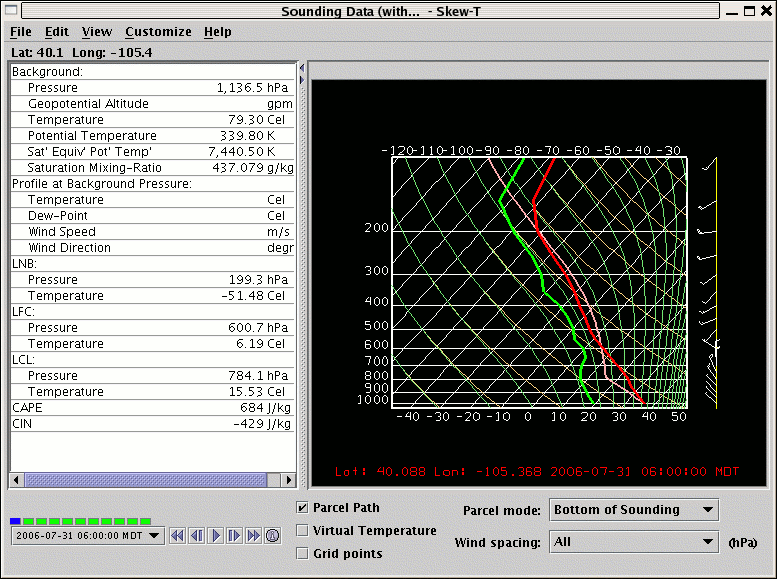 Sounding Data (with... - Skew-T
File Edit View Customize Help
Lat: 40.1 Long: -105.4
Background:
Pressure 1,136.5 hPa
Geopotential Altitude gpm
Temperature 79.30 Cel
Potential Temperature 339.80 K
Sat' Equiv' Pot' Temp' 7,440.50 K
Saturation Mixing-Ratio 437.079 g/kg
Profile at Background Pressure:
Temperature Cel
Dew-Point Cel
Wind Speed m/s
Wind Direction degr
LNB:
Pressure 199.3 hPa
Temperature -51.48 Cel
LFC:
Pressure 600.7 hPa
Temperature 6.19 Cel
LCL:
Pressure 784.1 hPa
Temperature 15.53 Cel
CAPE 684 J/kg
CIN -429 J/kg
-120 -110 -100 -90 -80 -70 -60 -50 -40 -30
200
300
400
500
600
700
800
900
1000
-40 -30 -20 -10 0 10 20 30 40 50
Lat: 40.088 Lon: -105.368 2006-07-31 06:00:00 MDT
2006-07-31 06:00:00 MDT
Parcel Path
Virtual Temperature
Grid points
Parcel mode: Bottom of Sounding
Wind spacing: All (hPa)